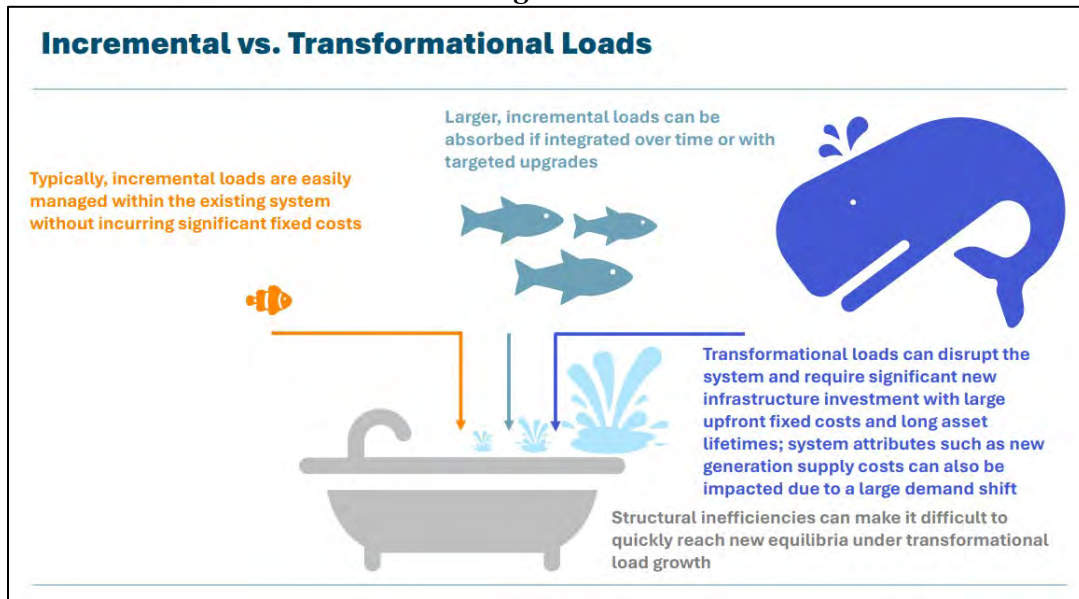 Incremental vs. Transformational Loads
Larger, incremental loads can be
absorbed if integrated over time or with
targeted upgrades
Typically, incremental loads are easily
managed within the existing system
without incurring significant fixed costs
Transformational loads can disrupt the
system and require significant new
infrastructure investment with large
upfront fixed costs and long asset
lifetimes; system attributes such as new
generation supply costs can also be
impacted due to a large demand shift
Structural inefficiencies can make it difficult to
quickly reach new equilibria under transformational
load growth